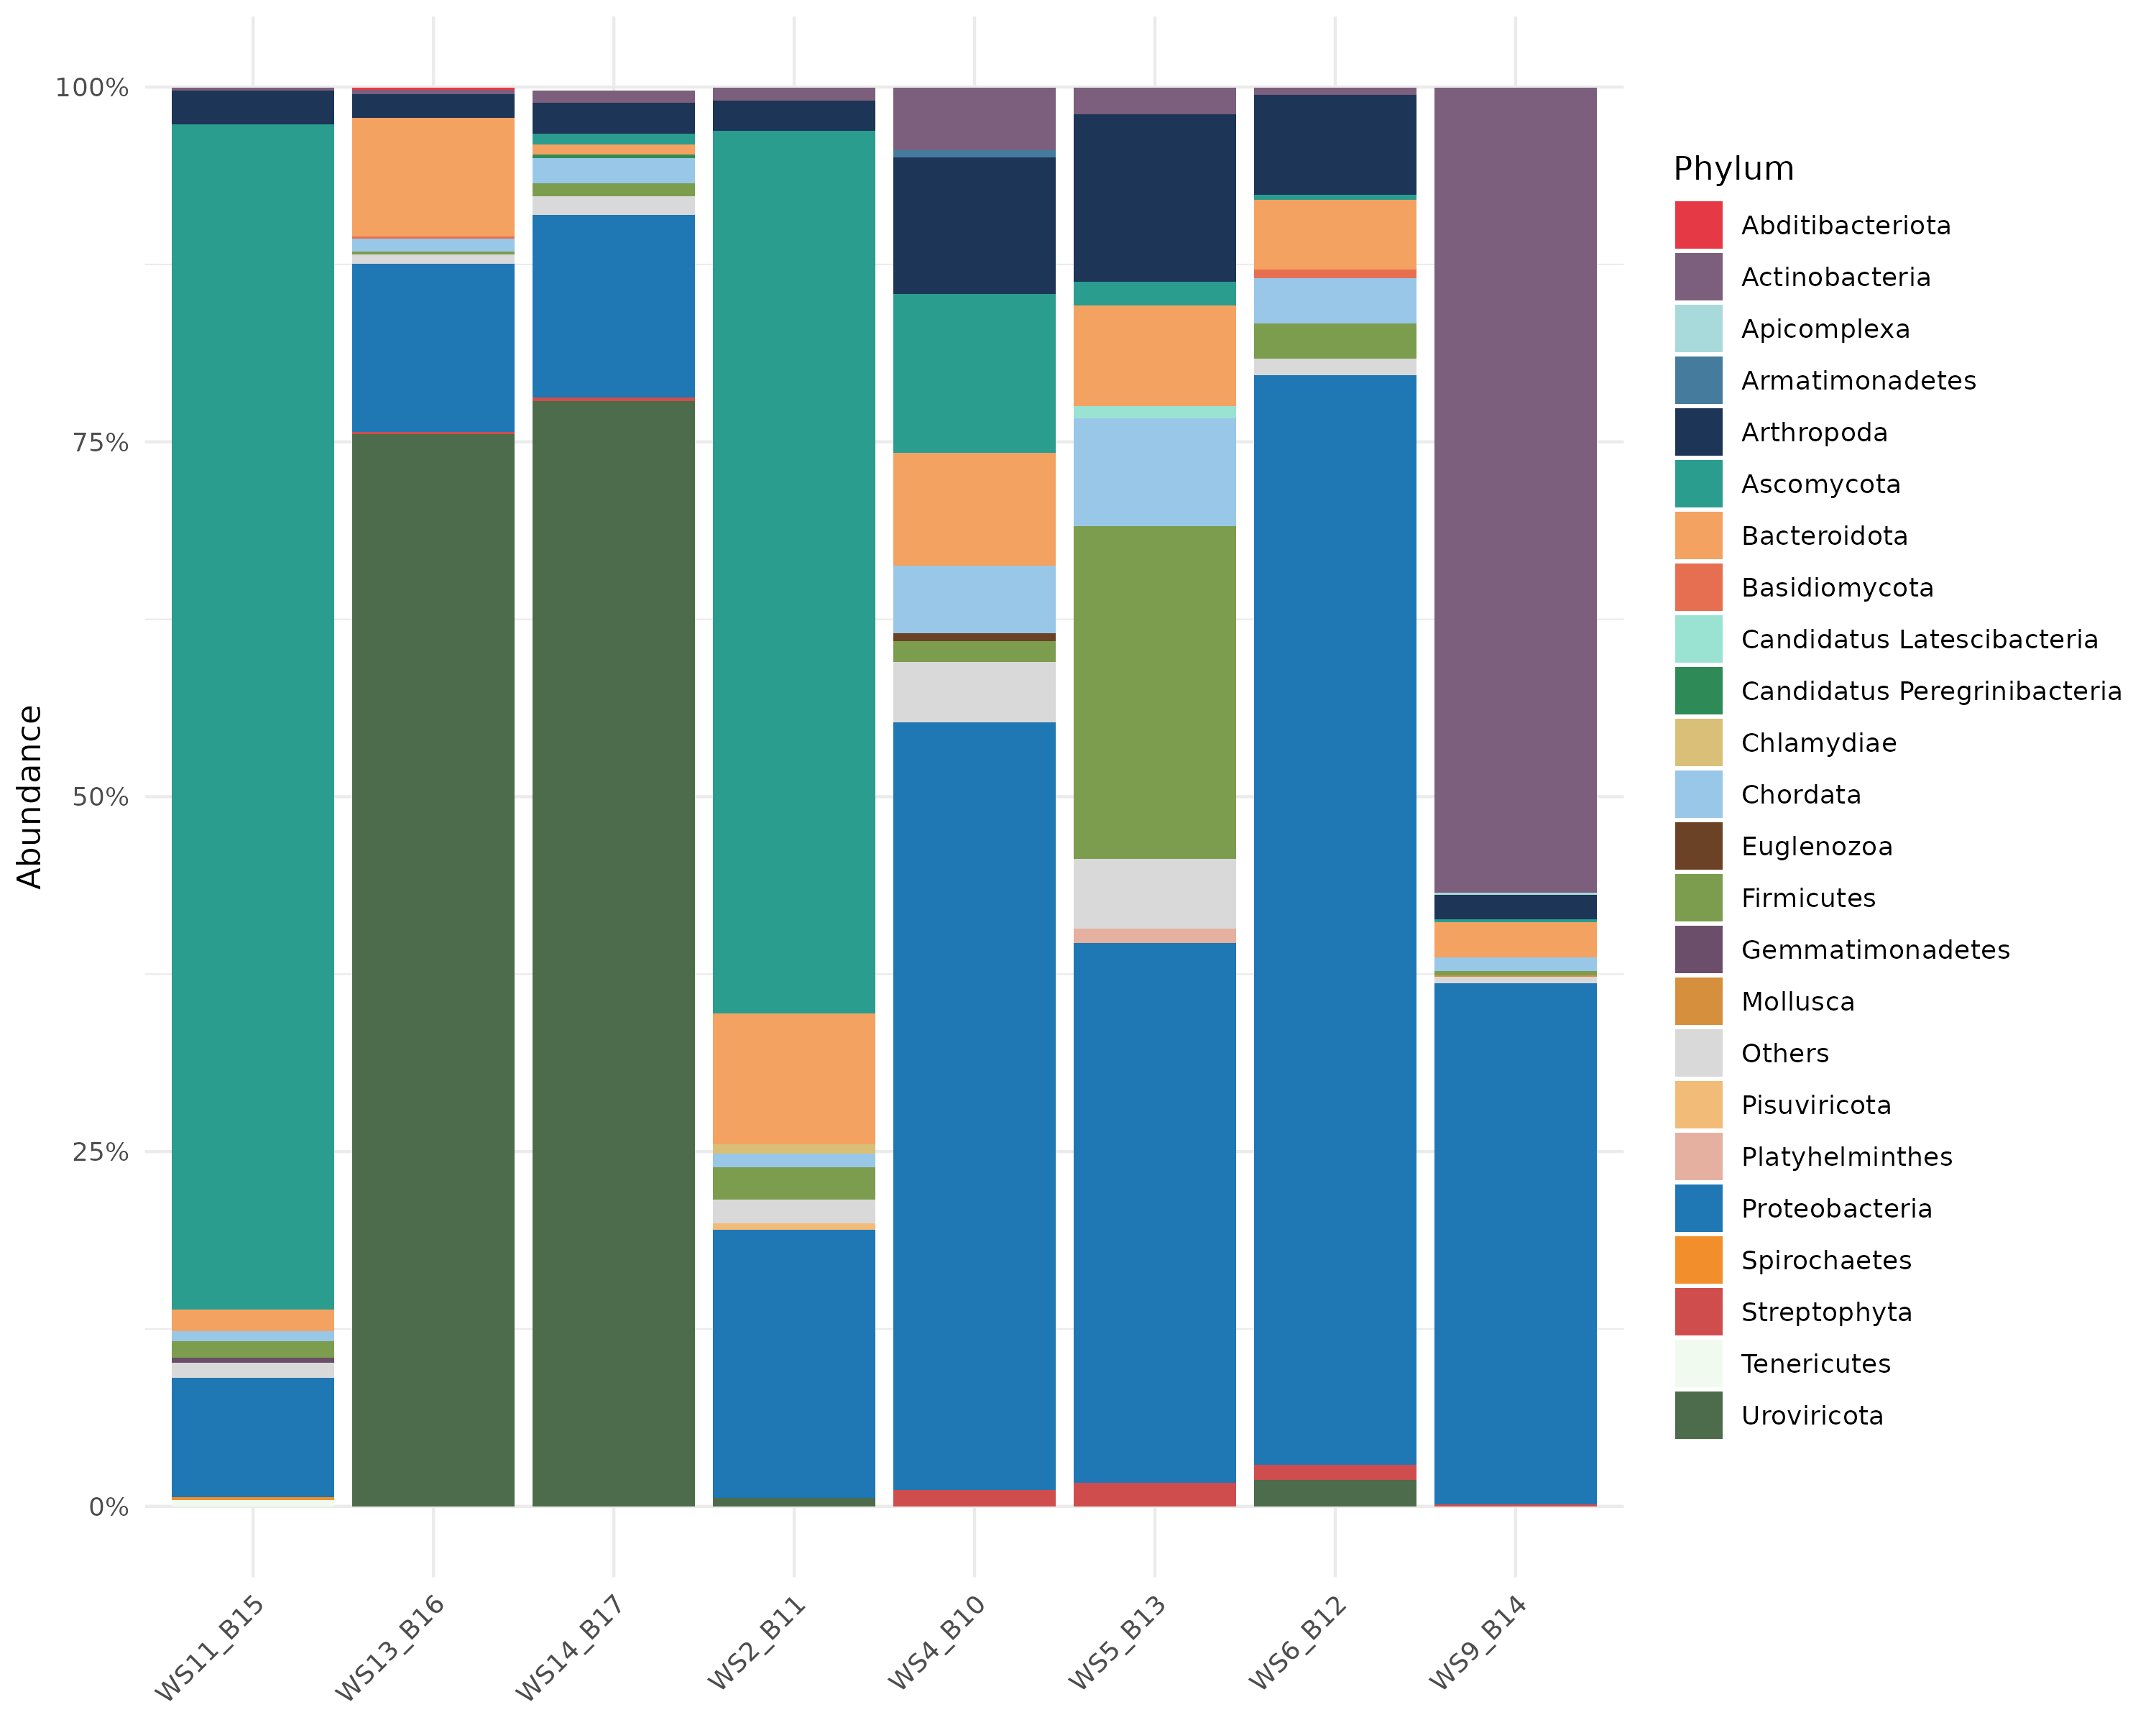 Abundance
100%
75%
50%
25%
0%
WS11_B15
WS13_B16
WS14_B17
WS2_B11
WS4_B10
WS5_B13
WS6_B12
WS9_B14
Phylum
Abditibacteriota
Actinobacteria
Apicomplexa
Armatimonadetes
Arthropoda
Ascomycota
Bacteroidota
Basidiomycota
Candidatus Latescibacteria
Candidatus Peregrinibacteria
Chlamydiae
Chordata
Euglenozoa
Firmicutes
Gemmatimonadetes
Mollusca
Others
Pisuviricota
Platyhelminthes
Proteobacteria
Spirochaetes
Streptophyta
Tenericutes
Uroviricota